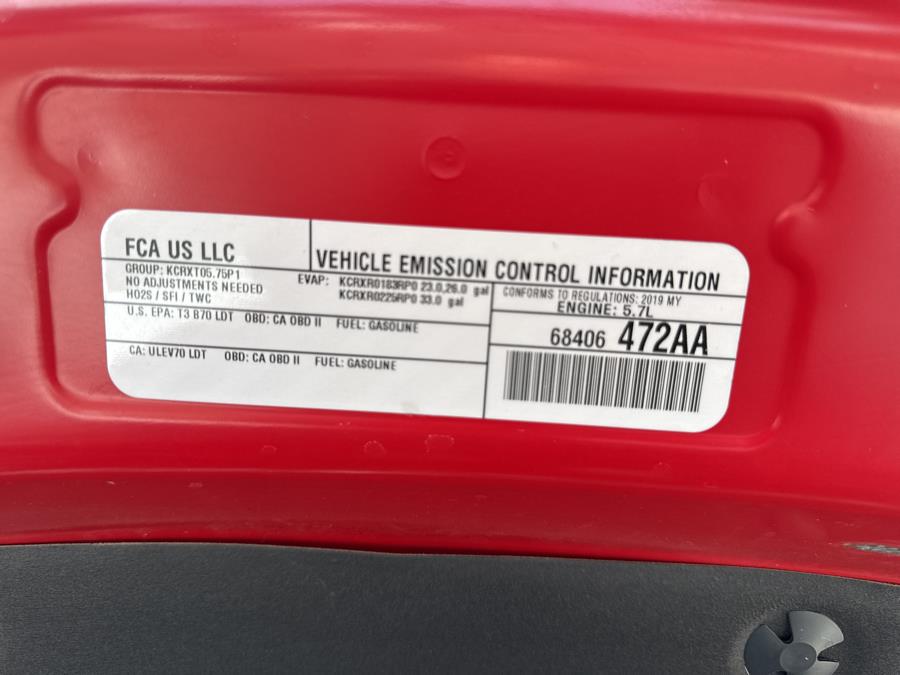 FCA US LLC
VEHICLE EMISSION CONTROL INFORMATION
GROUP: KCRXT05.75P1
NO ADJUSTMENTS NEEDED
HO2S / SFI / TWC
EVAP: KCRXR0183RP0 23.0,26.0 gal
KCRXR0225RP0 33.0 gal
CONFORMS TO REGULATIONS: 2019 MY
ENGINE: 5.7L
U.S. EPA: T3 B70 LDT OBD: CA OBD II FUEL: GASOLINE
68406 472AA
CA: ULEV70 LDT OBD: CA OBD II FUEL: GASOLINE